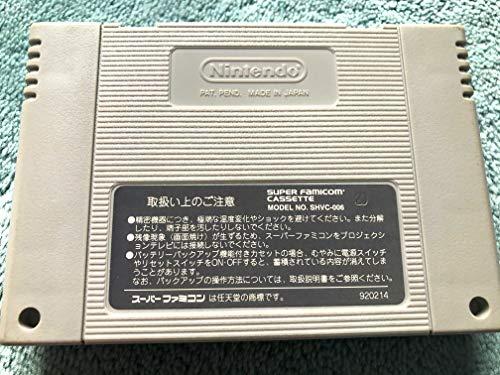 Nintendo
PAT. PEND. MADE IN JAPAN
取扱い上のご注意
SUPER FAMICOM
CASSETTE
MODEL NO. SHVC-006
●精密機器につき、極端な温度変化やショックを避けてください。また分解
したり、端子部を汚したりしないでください。
●残像現象(画面焼け)が生ずるため、スーパーファミコンをプロジェクショ
ンテレビには接続しないでください。
●バッテリーバックアップ機能付きカセットの場合、むやみに電源スイッチ
やリセットスイッチをON-OFFすると、蓄積されている内容が消えてしま
うことがあります。
なお、バックアップの操作方法については、取扱説明書をご参照ください。
スーパーファミコンは任天堂の商標です。
920214